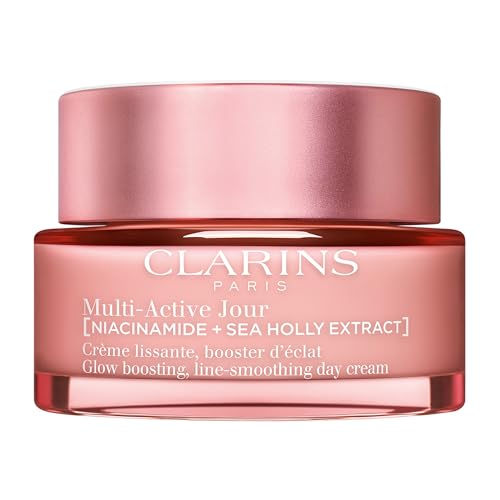 CLARINS
PARIS
Multi-Active Jour
[NIACINAMIDE + SEA HOLLY EXTRACT]
Crème lissante, booster d'éclat
Glow boosting, line-smoothing day cream